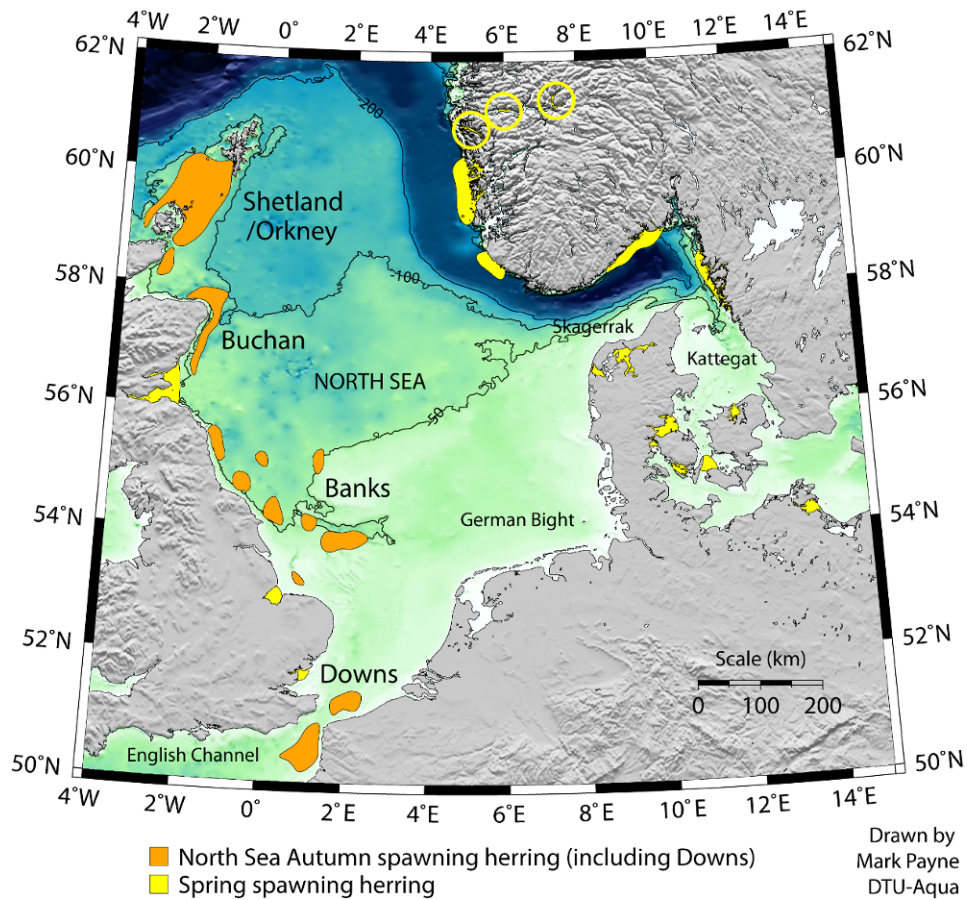 4˚W 2˚W 0˚ 2˚E 4˚E 6˚E 8˚E 10˚E 12˚E 14˚E
62˚N 62˚N
200
60˚N 60˚N
Shetland
/Orkney
58˚N 58˚N
100
Skagerrak
Buchan
Kattegat
NORTH SEA
56˚N 56˚N
50
Banks
54˚N German Bight 54˚N
52˚N 52˚N
Scale (km)
Downs
0 100 200
English Channel
50˚N 50˚N
4˚W 2˚W 0˚ 2˚E 4˚E 6˚E 8˚E 10˚E 12˚E 14˚E
North Sea Autumn spawning herring (including Downs)
Spring spawning herring
Drawn by
Mark Payne
DTU-Aqua